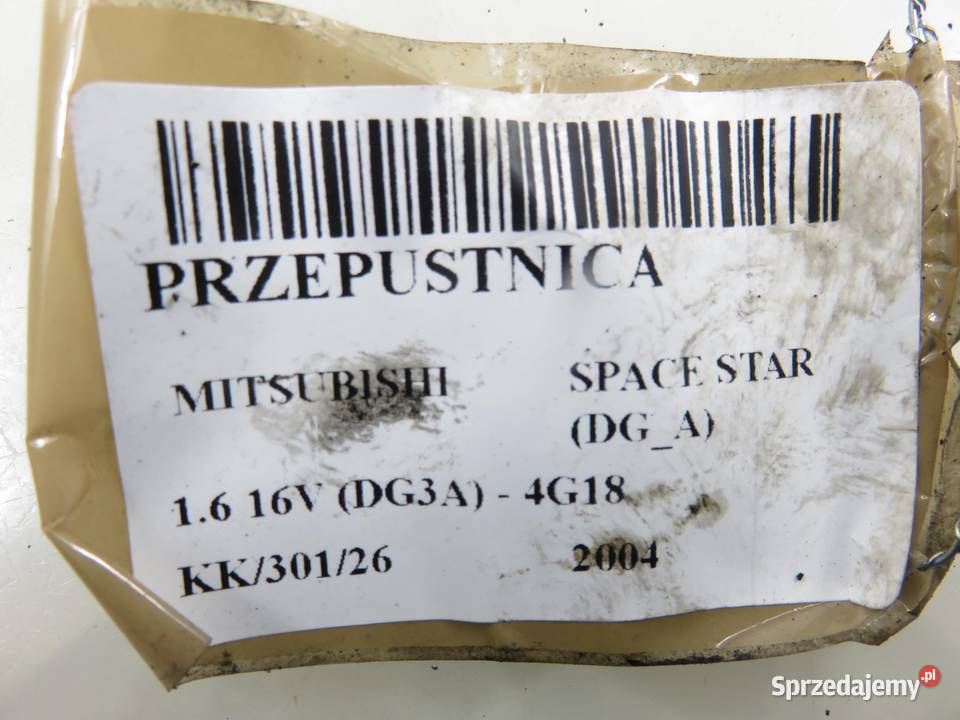 PRZEPUSTNICA
MITSUBISHI SPACE STAR
(DG_A)
1.6 16V (DG3A) - 4G18
KK/301/26 2004
Sprzedajemy.pl